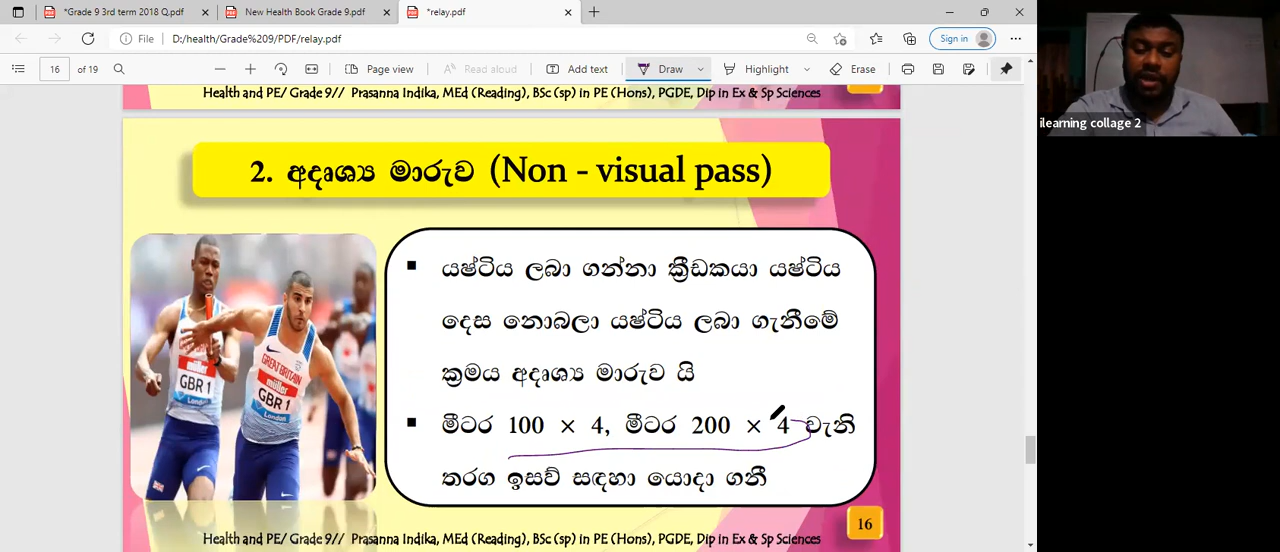 *Grade 9 3rd term 2018 Q.pdf
New Health Book Grade 9.pdf
*relay.pdf
File
D:/health/Grade%209/PDF/relay.pdf
Sign in
16 of 19
Page view
Read aloud
Add text
Draw
Highlight
Erase
ilearning collage 2
Health and PE/ Grade 9// Prasanna Indika, MEd (Reading), BSc (sp) in PE (Hons), PGDE, Dip in Ex & Sp Sciences
2. අදෘශ්‍ය මාරුව (Non - visual pass)
▪ යෂ්ටිය ලබා ගන්නා ක්‍රීඩකයා යෂ්ටිය
දෙස නොබලා යෂ්ටිය ලබා ගැනීමේ
ක්‍රමය අදෘශ්‍ය මාරුව යි
▪ මීටර 100 × 4, මීටර 200 × 4 වැනි
තරග ඉසව් සඳහා යොදා ගනී
müller
GBR 1
London
GREAT BRITAIN
müller
GBR 1
London
Health and PE/ Grade 9// Prasanna Indika, MEd (Reading), BSc (sp) in PE (Hons), PGDE, Dip in Ex & Sp Sciences
16